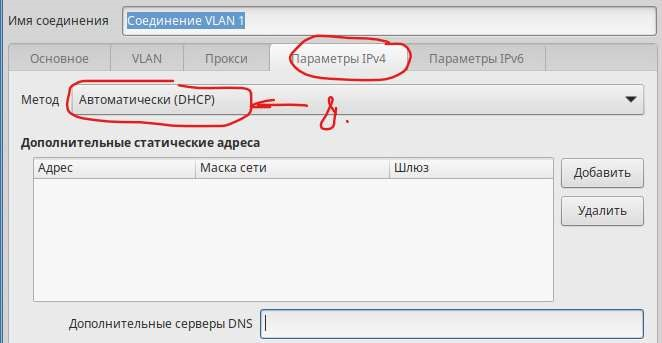 Имя соединения Соединение VLAN 1
Основное VLAN Прокси Параметры IPv4 Параметры IPv6
Метод Автоматически (DHCP) 8.
Дополнительные статические адреса
Адрес Маска сети Шлюз Добавить
Удалить
Дополнительные серверы DNS